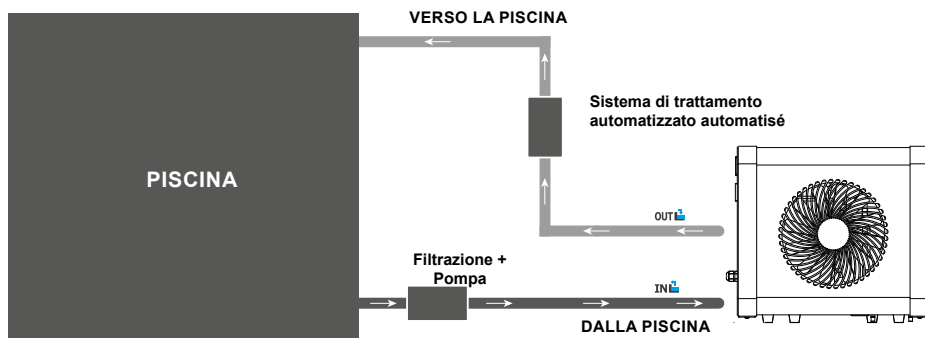 VERSO LA PISCINA
Sistema di trattamento
automatizzato automatisé
PISCINA
OUT
Filtrazione +
Pompa
IN
DALLA PISCINA